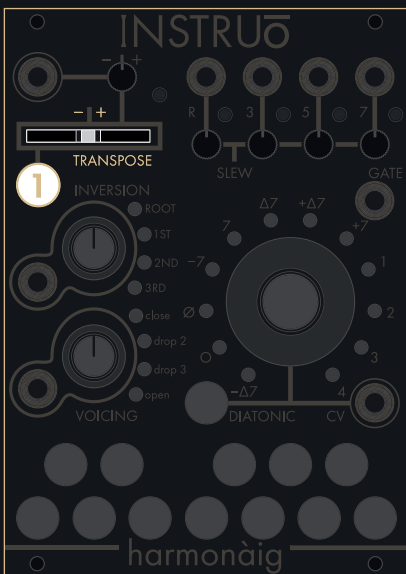 INSTRUō
- +
R 3 5 7
- +
TRANSPOSE
SLEW
1
GATE
INVERSION
ROOT
1ST
2ND
3RD
Δ7 +Δ7
7 +7
-7 1
Ø 2
O 3
-Δ7 4
close
drop 2
drop 3
open
VOICING
DIATONIC CV
harmonàig